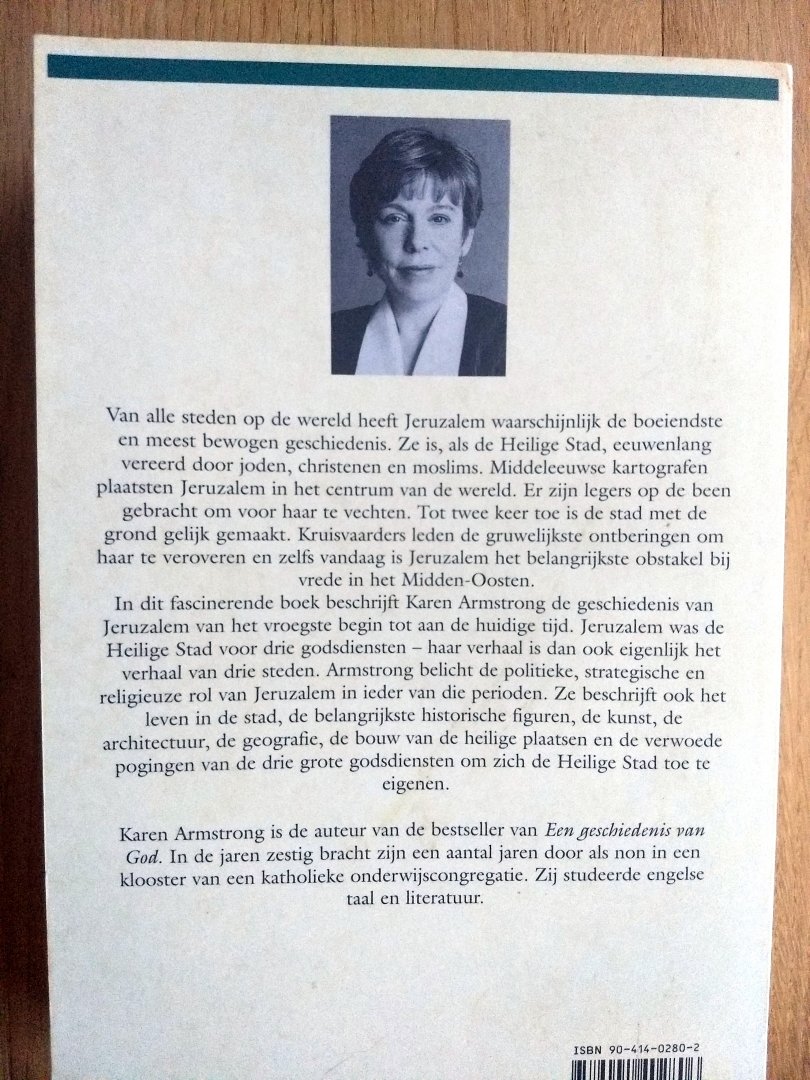 Van alle steden op de wereld heeft Jeruzalem waarschijnlijk de boeiendste
en meest bewogen geschiedenis. Ze is, als de Heilige Stad, eeuwenlang
vereerd door joden, christenen en moslims. Middeleeuwse kartografen
plaatsten Jeruzalem in het centrum van de wereld. Er zijn legers op de been
gebracht om voor haar te vechten. Tot twee keer toe is de stad met de
grond gelijk gemaakt. Kruisvaarders leden de gruwelijkste ontberingen om
haar te veroveren en zelfs vandaag is Jeruzalem het belangrijkste obstakel bij
vrede in het Midden-Oosten.
In dit fascinerende boek beschrijft Karen Armstrong de geschiedenis van
Jeruzalem van het vroegste begin tot aan de huidige tijd. Jeruzalem was de
Heilige Stad voor drie godsdiensten – haar verhaal is dan ook eigenlijk het
verhaal van drie steden. Armstrong belicht de politieke, strategische en
religieuze rol van Jeruzalem in ieder van die perioden. Ze beschrijft ook het
leven in de stad, de belangrijkste historische figuren, de kunst, de
architectuur, de geografie, de bouw van de heilige plaatsen en de verwoede
pogingen van de drie grote godsdiensten om zich de Heilige Stad toe te
eigenen.
Karen Armstrong is de auteur van de bestseller van Een geschiedenis van
God. In de jaren zestig bracht zijn een aantal jaren door als non in een
klooster van een katholieke onderwijscongregatie. Zij studeerde engelse
taal en literatuur.
ISBN 90-414-0280-2